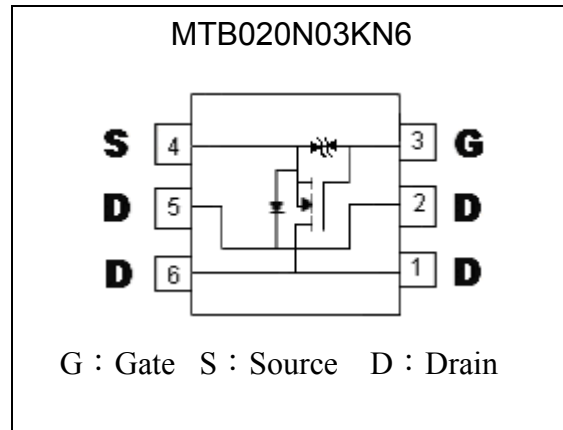 MTB020N03KN6
S 4 3 G
D 5 2 D
D 6 1 D
G：Gate S：Source D：Drain